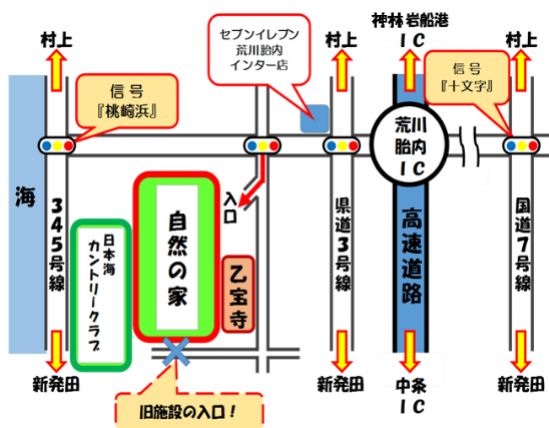 村上
信号
『桃崎浜』
セブンイレブン
荒川胎内
インター店
村上
神林岩船港
IC
村上
信号
『十文字』
荒川
胎内
IC
海
345号線
日本海
カントリークラブ
自然の家
入口
乙宝寺
県道3号線
高速道路
国道7号線
新発田
旧施設の入口！
新発田
中条
IC
新発田